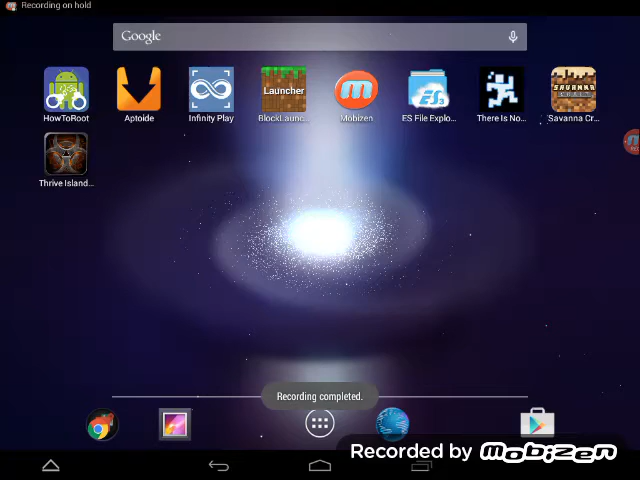 Recording on hold
Google
Launcher
SAVANNA
HowToRoot
Aptoide
Infinity Play
BlockLaunc...
Mobizen
ES File Explo...
There Is No...
Savanna Cr...
Thrive Island...
Recording completed.
Recorded by Mobizen